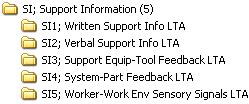 SI; Support Information (5)
SI1; Written Support Info LTA
SI2; Verbal Support Info LTA
SI3; Support Equip-Tool Feedback LTA
SI4; System-Part Feedback LTA
SI5; Worker-Work Env Sensory Signals LTA